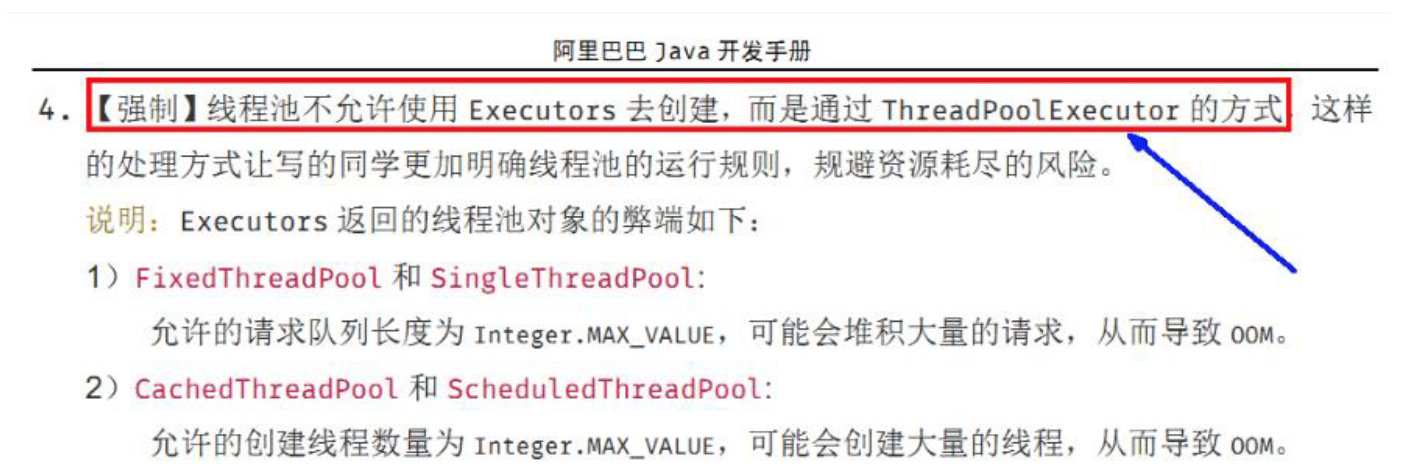 阿里巴巴 Java 开发手册
4. 【强制】线程池不允许使用 Executors 去创建，而是通过 ThreadPoolExecutor 的方式，这样
的处理方式让写的同学更加明确线程池的运行规则，规避资源耗尽的风险。
说明：Executors 返回的线程池对象的弊端如下：
1）FixedThreadPool 和 SingleThreadPool:
允许的请求队列长度为 Integer.MAX_VALUE，可能会堆积大量的请求，从而导致 OOM。
2）CachedThreadPool 和 ScheduledThreadPool:
允许的创建线程数量为 Integer.MAX_VALUE，可能会创建大量的线程，从而导致 OOM。